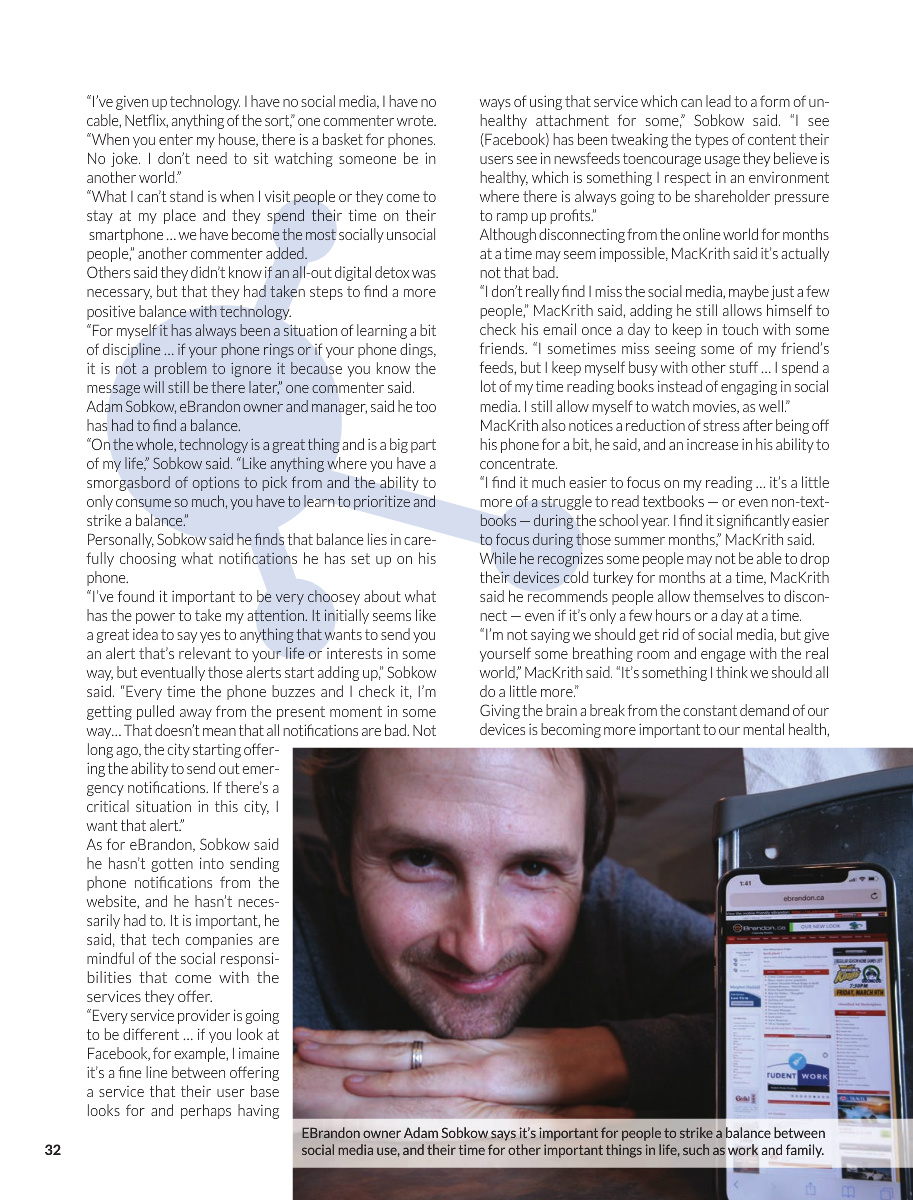 “I’ve given up technology. I have no social media, I have no
cable, Netflix, anything of the sort,” one commenter wrote.
“When you enter my house, there is a basket for phones.
No joke. I don’t need to sit watching someone be in
another world.”
“What I can’t stand is when I visit people or they come to
stay at my place and they spend their time on their
smartphone ... we have become the most socially unsocial
people,” another commenter added.
Others said they didn’t know if an all-out digital detox was
necessary, but that they had taken steps to find a more
positive balance with technology.
“For myself it has always been a situation of learning a bit
of discipline ... if your phone rings or if your phone dings,
it is not a problem to ignore it because you know the
message will still be there later,” one commenter said.
Adam Sobkow, eBrandon owner and manager, said he too
has had to find a balance.
“On the whole, technology is a great thing and is a big part
of my life,” Sobkow said. “Like anything where you have a
smorgasbord of options to pick from and the ability to
only consume so much, you have to learn to prioritize and
strike a balance.”
Personally, Sobkow said he finds that balance lies in care-
fully choosing what notifications he has set up on his
phone.
“I’ve found it important to be very choosey about what
has the power to take my attention. It initially seems like
a great idea to say yes to anything that wants to send you
an alert that’s relevant to your life or interests in some
way, but eventually those alerts start adding up,” Sobkow
said. “Every time the phone buzzes and I check it, I’m
getting pulled away from the present moment in some
way... That doesn’t mean that all notifications are bad. Not
long ago, the city starting offer-
ing the ability to send out emer-
gency notifications. If there’s a
critical situation in this city, I
want that alert.”
As for eBrandon, Sobkow said
he hasn’t gotten into sending
phone notifications from the
website, and he hasn’t neces-
sarily had to. It is important, he
said, that tech companies are
mindful of the social responsi-
bilities that come with the
services they offer.
“Every service provider is going
to be different ... if you look at
Facebook, for example, I imaine
it’s a fine line between offering
a service that their user base
looks for and perhaps having
ways of using that service which can lead to a form of un-
healthy attachment for some,” Sobkow said. “I see
(Facebook) has been tweaking the types of content their
users see in newsfeeds toencourage usage they believe is
healthy, which is something I respect in an environment
where there is always going to be shareholder pressure
to ramp up profits.”
Although disconnecting from the online world for months
at a time may seem impossible, MacKrith said it’s actually
not that bad.
“I don’t really find I miss the social media, maybe just a few
people,” MacKrith said, adding he still allows himself to
check his email once a day to keep in touch with some
friends. “I sometimes miss seeing some of my friend’s
feeds, but I keep myself busy with other stuff ... I spend a
lot of my time reading books instead of engaging in social
media. I still allow myself to watch movies, as well.”
MacKrith also notices a reduction of stress after being off
his phone for a bit, he said, and an increase in his ability to
concentrate.
“I find it much easier to focus on my reading ... it’s a little
more of a struggle to read textbooks — or even non-text-
books — during the school year. I find it significantly easier
to focus during those summer months,” MacKrith said.
While he recognizes some people may not be able to drop
their devices cold turkey for months at a time, MacKrith
said he recommends people allow themselves to discon-
nect — even if it’s only a few hours or a day at a time.
“I’m not saying we should get rid of social media, but give
yourself some breathing room and engage with the real
world,” MacKrith said. “It’s something I think we should all
do a little more.”
Giving the brain a break from the constant demand of our
devices is becoming more important to our mental health,
1:41
ebrandon.ca
eBrandon.ca
OUR NEW LOOK
7:30PM
FRIDAY, MARCH 9TH
STUDENT WORK
EBrandon owner Adam Sobkow says it’s important for people to strike a balance between
social media use, and their time for other important things in life, such as work and family.
32